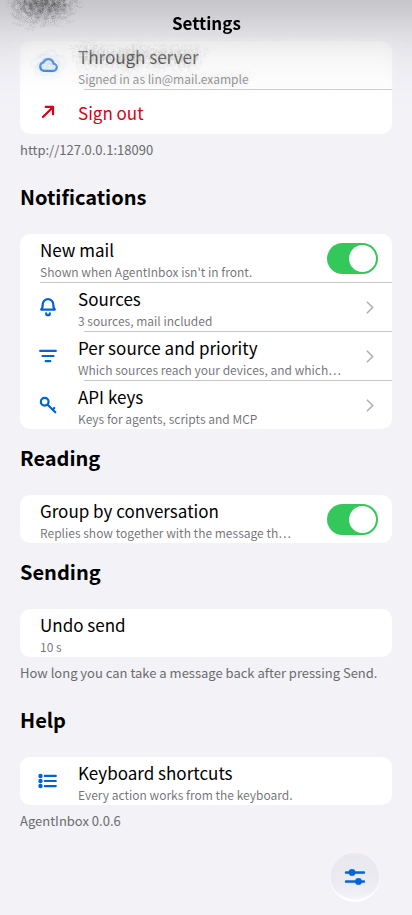 Settings
Through server
Signed in as lin@mail.example
Sign out
http://127.0.0.1:18090
Notifications
New mail
Shown when AgentInbox isn't in front.
Sources
3 sources, mail included
Per source and priority
Which sources reach your devices, and which…
API keys
Keys for agents, scripts and MCP
Reading
Group by conversation
Replies show together with the message th…
Sending
Undo send
10 s
How long you can take a message back after pressing Send.
Help
Keyboard shortcuts
Every action works from the keyboard.
AgentInbox 0.0.6